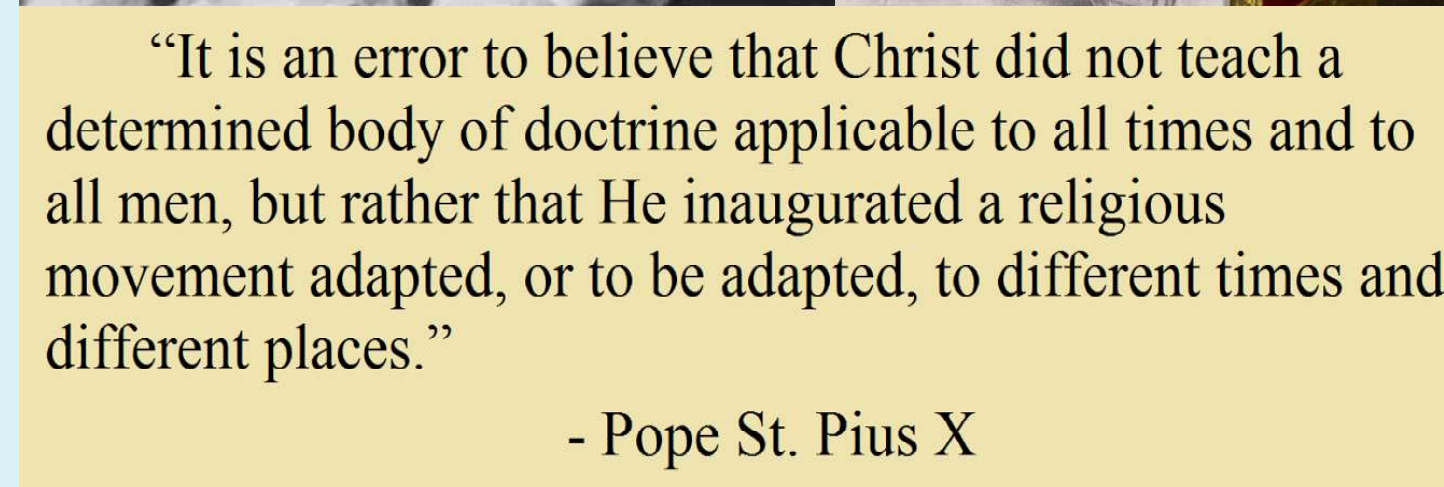 “It is an error to believe that Christ did not teach a
determined body of doctrine applicable to all times and to
all men, but rather that He inaugurated a religious
movement adapted, or to be adapted, to different times and
different places.”
- Pope St. Pius X